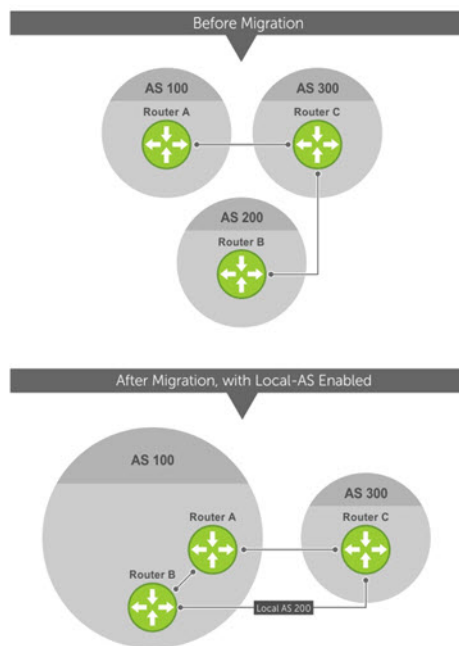 Before Migration
AS 100
AS 300
Router A
Router C
AS 200
Router B
After Migration, with Local-AS Enabled
AS 100
AS 300
Router A
Router C
Router B
Local AS 200